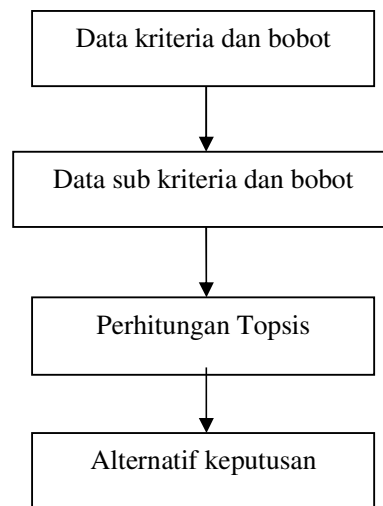 Data kriteria dan bobot
Data sub kriteria dan bobot
Perhitungan Topsis
Alternatif keputusan